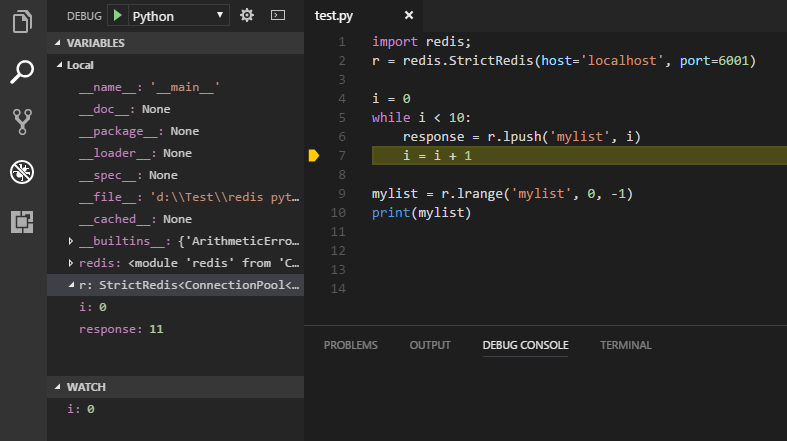 DEBUG Python
VARIABLES
Local
__name__: '__main__'
__doc__: None
__package__: None
__loader__: None
__spec__: None
__file__: 'd:\\Test\\redis pyt…
__cached__: None
__builtins__: {'ArithmeticErro…
redis: <module 'redis' from 'C…
r: StrictRedis<ConnectionPool<…
i: 0
response: 11
WATCH
i: 0
test.py
1 import redis;
2 r = redis.StrictRedis(host='localhost', port=6001)
3
4 i = 0
5 while i < 10:
6 response = r.lpush('mylist', i)
7 i = i + 1
8
9 mylist = r.lrange('mylist', 0, -1)
10 print(mylist)
11
12
13
14
PROBLEMS OUTPUT DEBUG CONSOLE TERMINAL